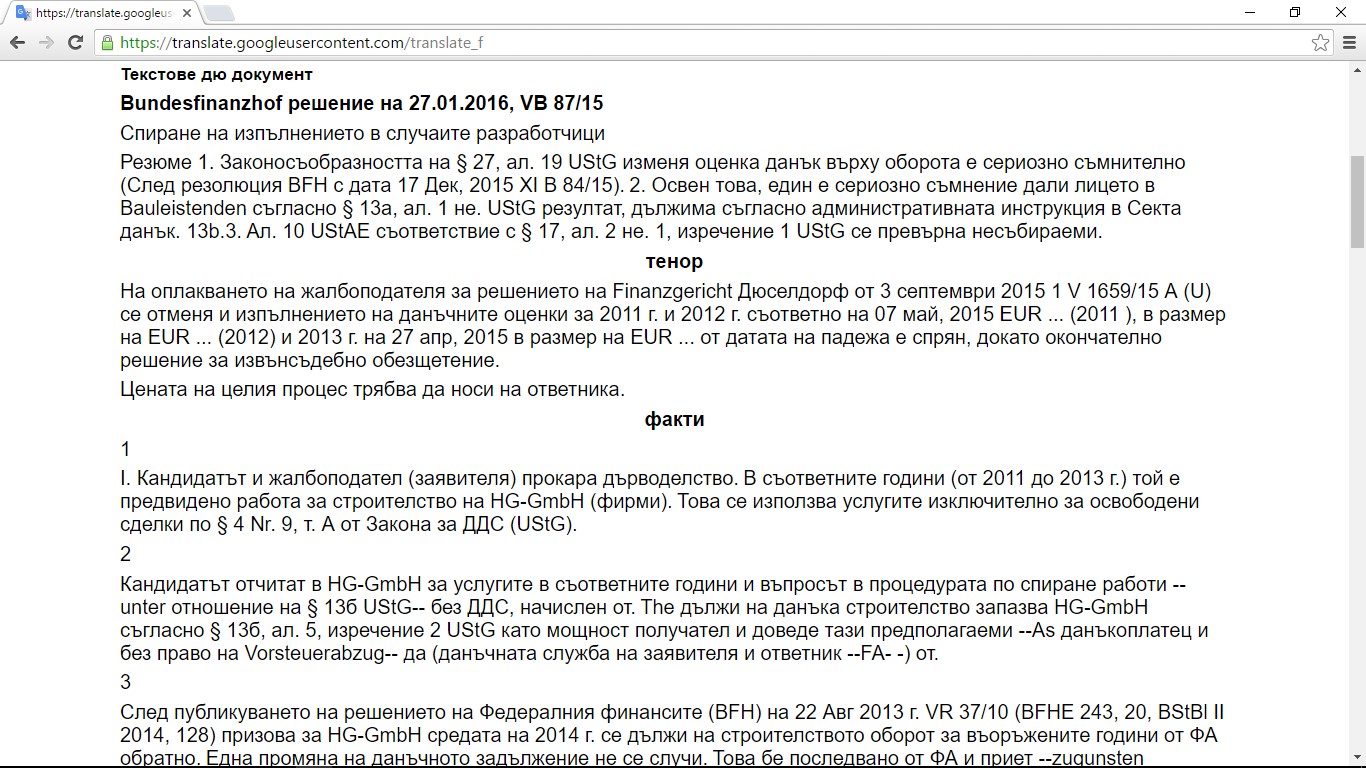 https://translate.googleus
https://translate.googleusercontent.com/translate_f
Текстове дю документ
Bundesfinanzhof решение на 27.01.2016, VB 87/15
Спиране на изпълнението в случаите разработчици
Резюме 1. Законосъобразността на § 27, ал. 19 UStG изменя оценка данък върху оборота е сериозно съмнително
(След резолюция BFH с дата 17 Дек, 2015 XI B 84/15). 2. Освен това, един е сериозно съмнение дали лицето в
Bauleistenden съгласно § 13a, ал. 1 не. UStG резултат, дължима съгласно административната инструкция в Секта
данък. 13b.3. Ал. 10 UStAE съответствие с § 17, ал. 2 не. 1, изречение 1 UStG се превърна несъбираеми.
тенор
На оплакването на жалбоподателя за решението на Finanzgericht Дюселдорф от 3 септември 2015 1 V 1659/15 A (U)
се отменя и изпълнението на данъчните оценки за 2011 г. и 2012 г. съответно на 07 май, 2015 EUR ... (2011 ), в размер
на EUR ... (2012) и 2013 г. на 27 апр, 2015 в размер на EUR ... от датата на падежа е спрян, докато окончателно
решение за извънсъдебно обезщетение.
Цената на целия процес трябва да носи на ответника.
факти
1
I. Кандидатът и жалбоподател (заявителя) прокара дърводелство. В съответните години (от 2011 до 2013 г.) той е
предвидено работа за строителство на HG-GmbH (фирми). Това се използва услугите изключително за освободени
сделки по § 4 Nr. 9, т. А от Закона за ДДС (UStG).
2
Кандидатът отчитат в HG-GmbH за услугите в съответните години и въпросът в процедурата по спиране работи --
unter отношение на § 13б UStG-- без ДДС, начислен от. The дължи на данъка строителство запазва HG-GmbH
съгласно § 13б, ал. 5, изречение 2 UStG като мощност получател и доведе тази предполагаеми --As данъкоплатец и
без право на Vorsteuerabzug-- да (данъчната служба на заявителя и ответник --FA- -) от.
3
След публикуването на решението на Федералния финансите (BFH) на 22 Авг 2013 г. VR 37/10 (BFHE 243, 20, BStBl II
2014, 128) призова за HG-GmbH средата на 2014 г. се дължи на строителството оборот за въоръжените години от ФА
обратно. Една промяна на данъчното задължение не се случи. Това бе последвано от ФА и приет --zugunsten